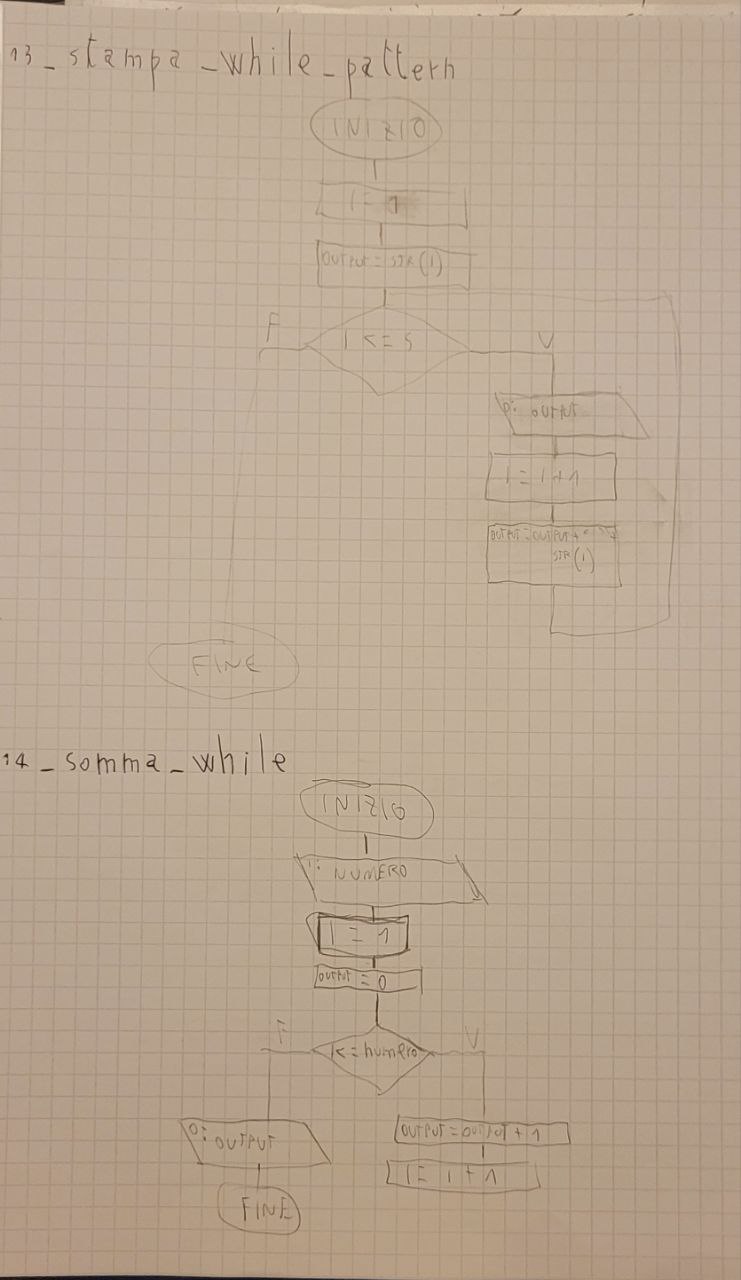 13_stampa_while_pattern
INIZIO
I = 1
OUTPUT = STR(I)
I <= 5
F
V
O: OUTPUT
I = I + 1
OUTPUT = OUTPUT + " " +
STR(I)
FINE
14_somma_while
INIZIO
I: NUMERO
I = 1
OUTPUT = 0
I<=numero
F
V
O: OUTPUT
OUTPUT = OUTPUT + 1
I = I + 1
FINE